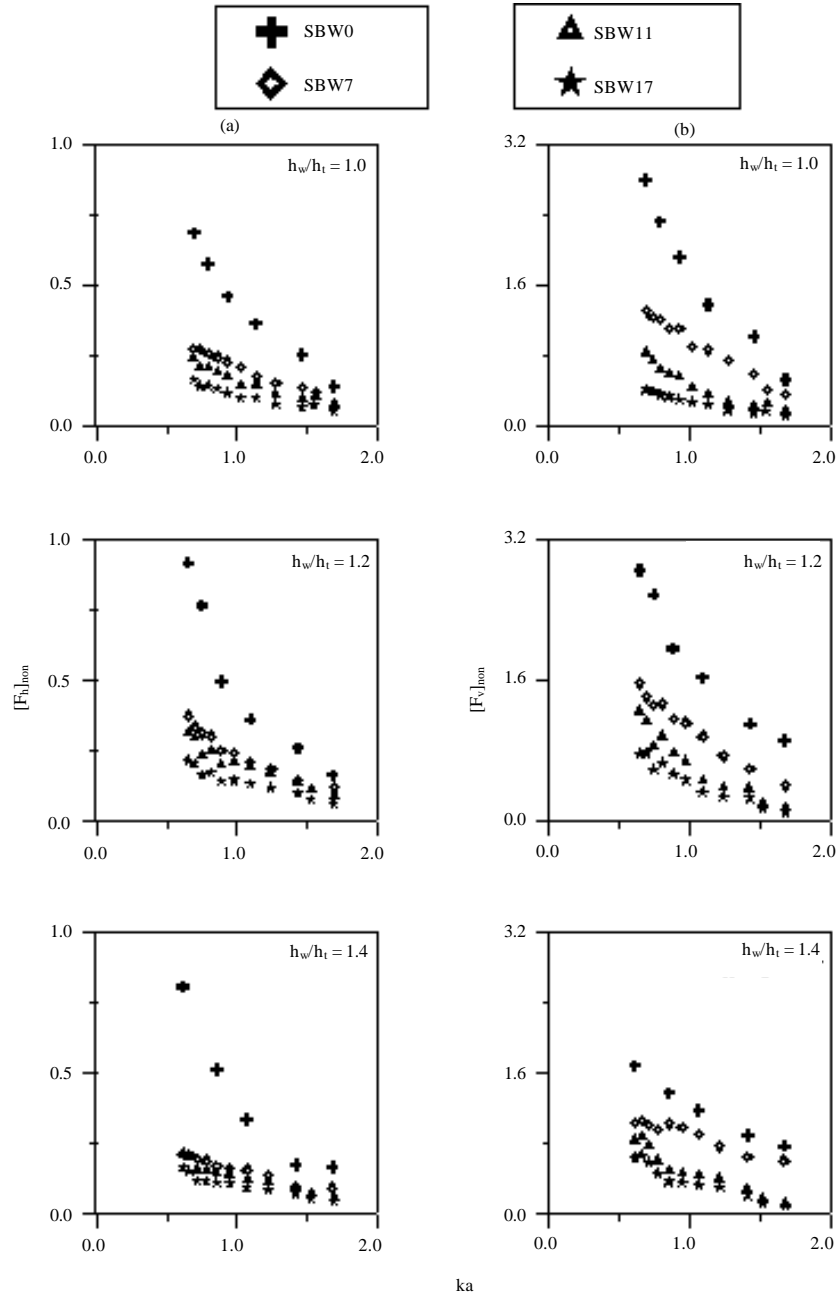 SBW0
SBW7
SBW11
SBW17
(a)
1.0
0.5
0.0
h_w/h_t = 1.0
0.0
1.0
2.0
(b)
3.2
1.6
0.0
h_w/h_t = 1.0
0.0
1.0
2.0
[F_h]_non
1.0
0.5
0.0
h_w/h_t = 1.2
0.0
1.0
2.0
[F_v]_non
3.2
1.6
0.0
h_w/h_t = 1.2
0.0
1.0
2.0
1.0
0.5
0.0
h_w/h_t = 1.4
0.0
1.0
2.0
3.2
1.6
0.0
h_w/h_t = 1.4
0.0
1.0
2.0
ka